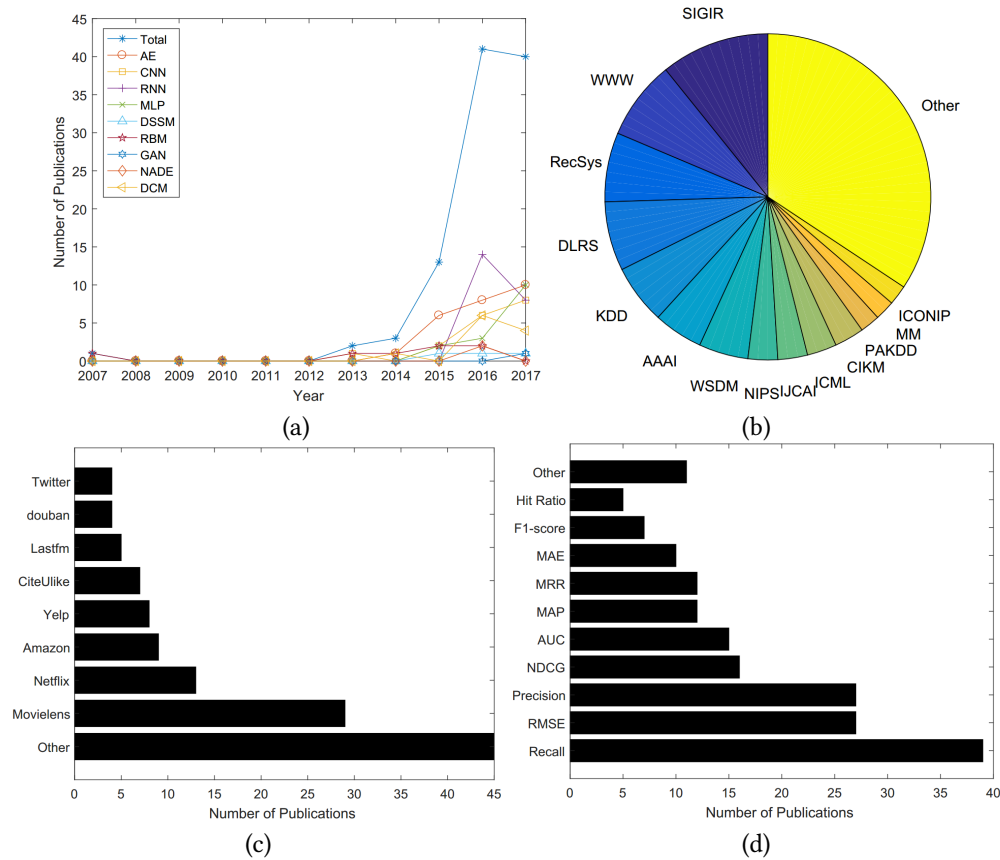 45
40
35
30
25
20
15
10
5
0
Number of Publications
Total
AE
CNN
RNN
MLP
DSSM
RBM
GAN
NADE
DCM
2007 2008 2009 2010 2011 2012 2013 2014 2015 2016 2017
Year
(a)
SIGIR
WWW
Other
RecSys
DLRS
KDD
AAAI
WSDM
NIPS
IJCAI
ICML
CIKM
PAKDD
MM
ICONIP
(b)
Twitter
douban
Lastfm
CiteUlike
Yelp
Amazon
Netflix
Movielens
Other
0 5 10 15 20 25 30 35 40 45
Number of Publications
(c)
Other
Hit Ratio
F1-score
MAE
MRR
MAP
AUC
NDCG
Precision
RMSE
Recall
0 5 10 15 20 25 30 35 40
Number of Publications
(d)